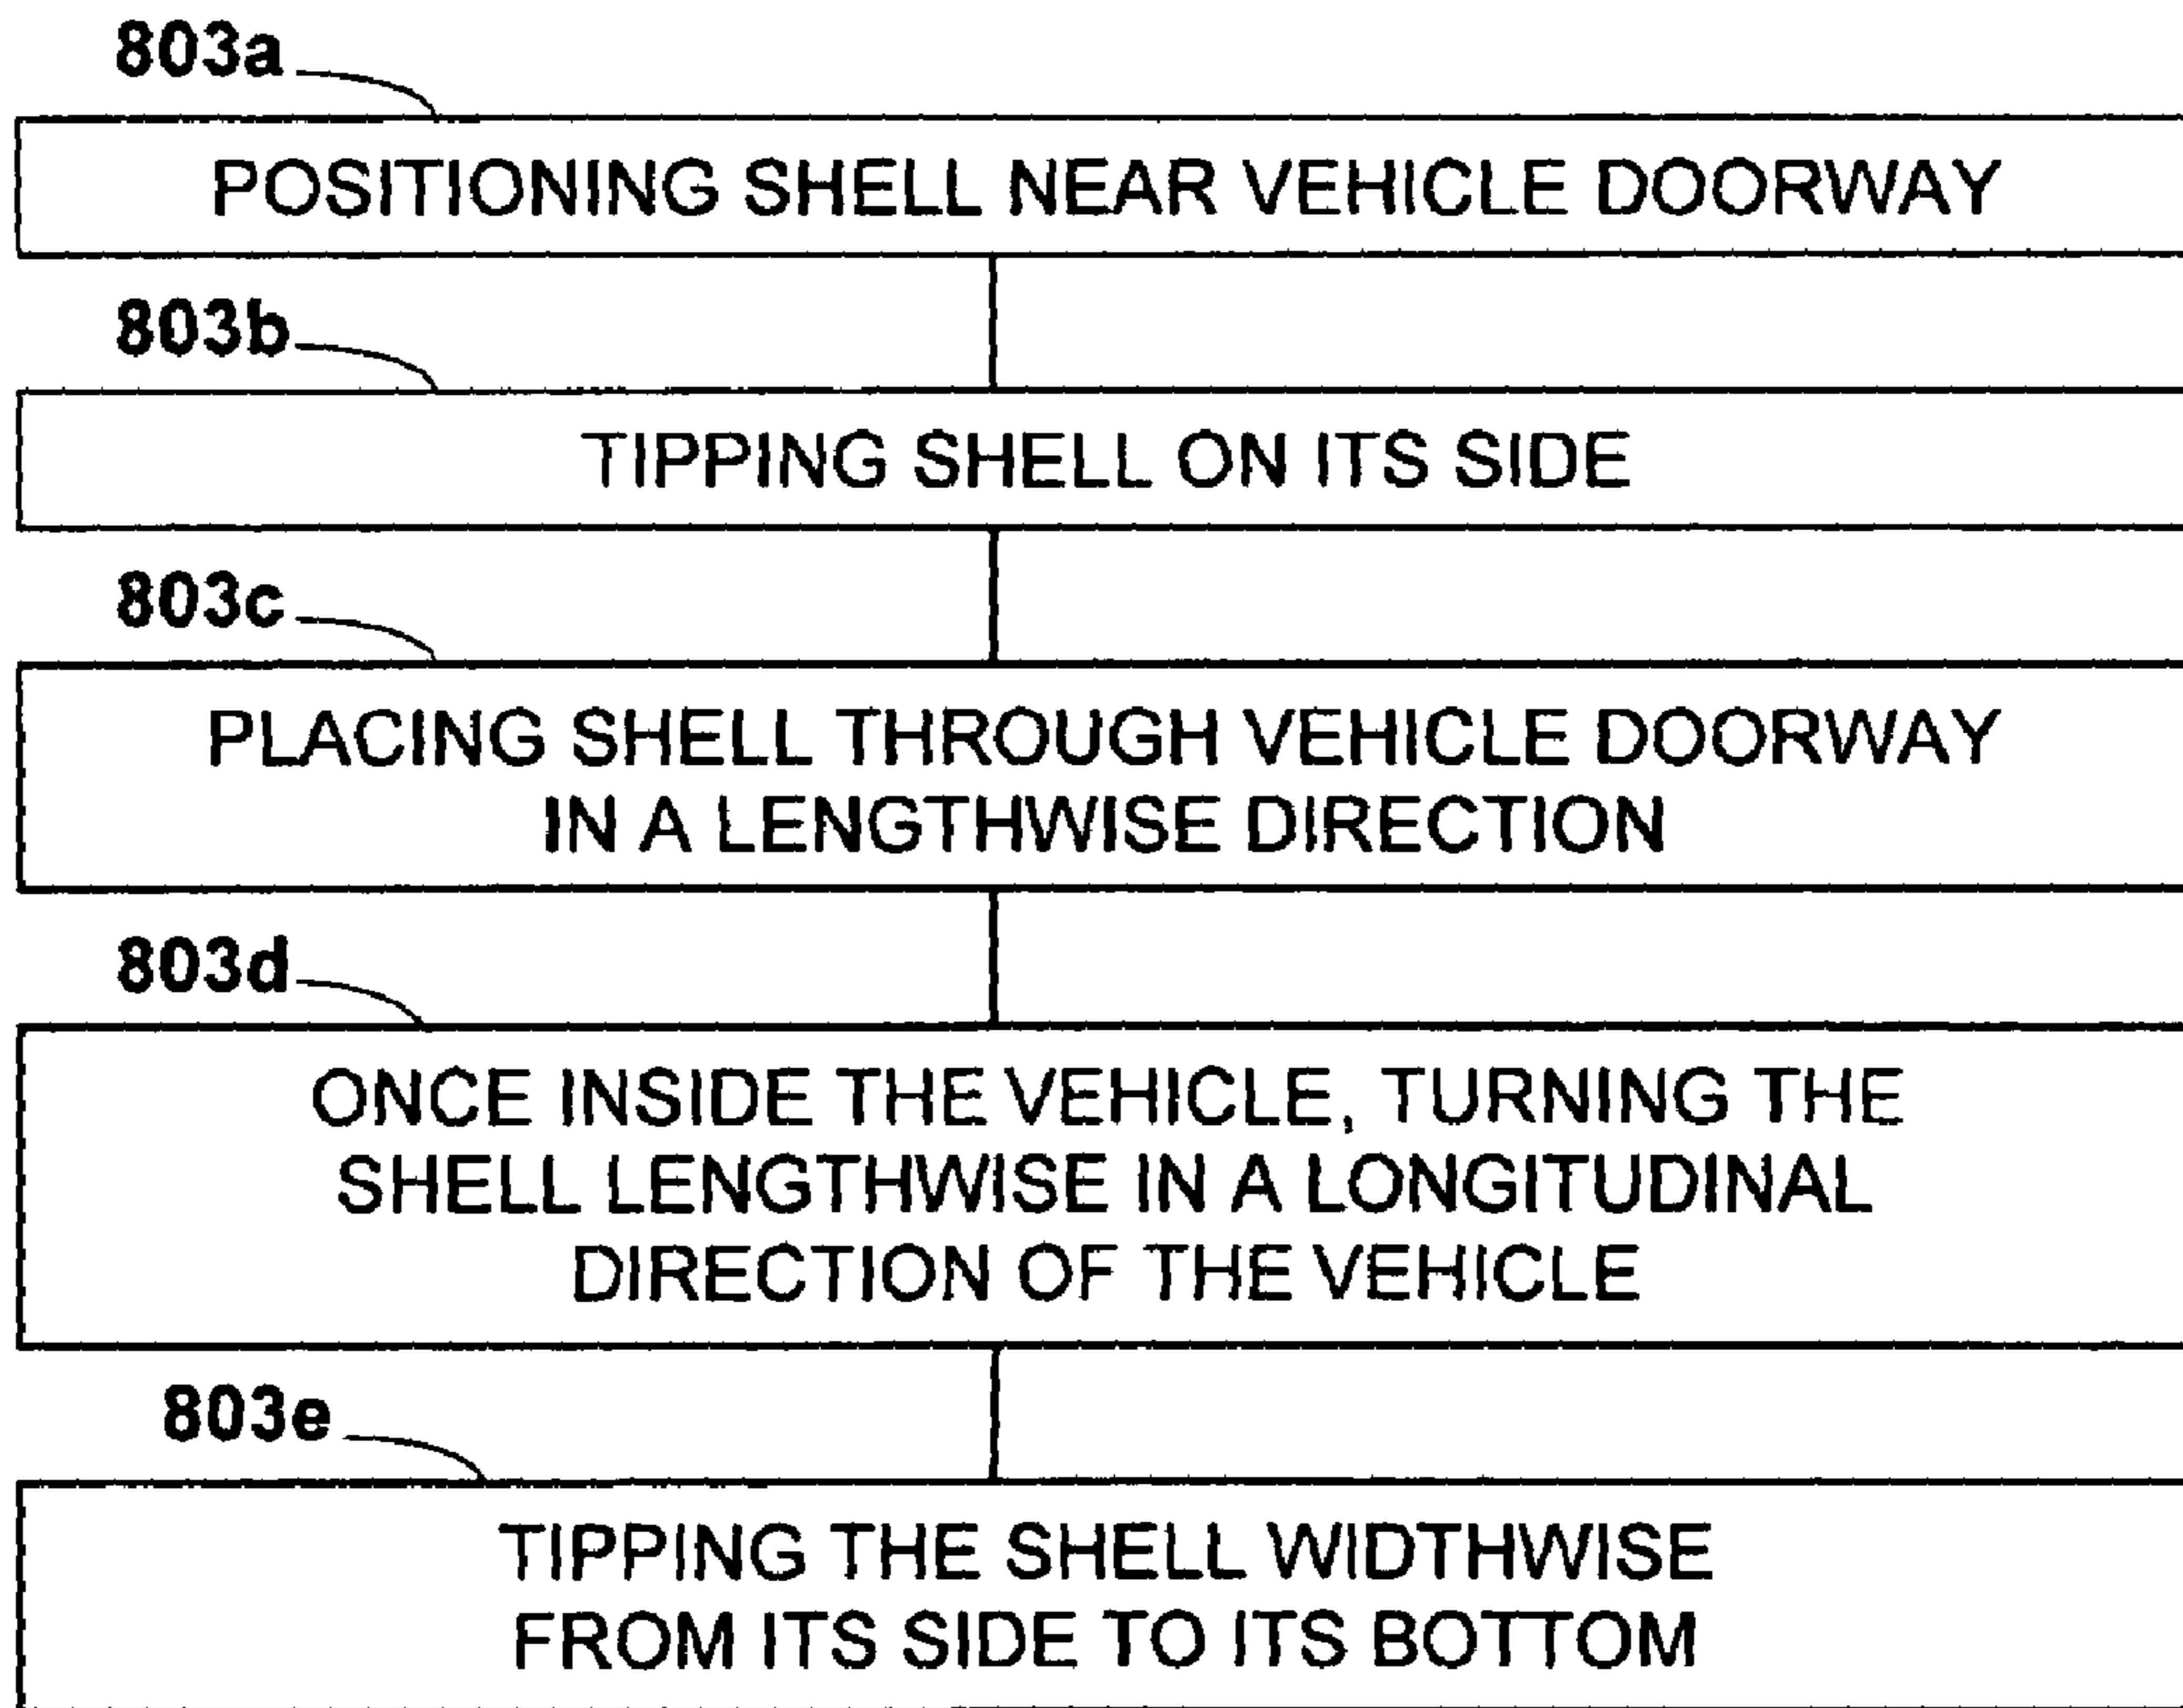 803a
POSITIONING SHELL NEAR VEHICLE DOORWAY
803b
TIPPING SHELL ON ITS SIDE
803c
PLACING SHELL THROUGH VEHICLE DOORWAY
IN A LENGTHWISE DIRECTION
803d
ONCE INSIDE THE VEHICLE, TURNING THE
SHELL LENGTHWISE IN A LONGITUDINAL
DIRECTION OF THE VEHICLE
803e
TIPPING THE SHELL WIDTHWISE
FROM ITS SIDE TO ITS BOTTOM